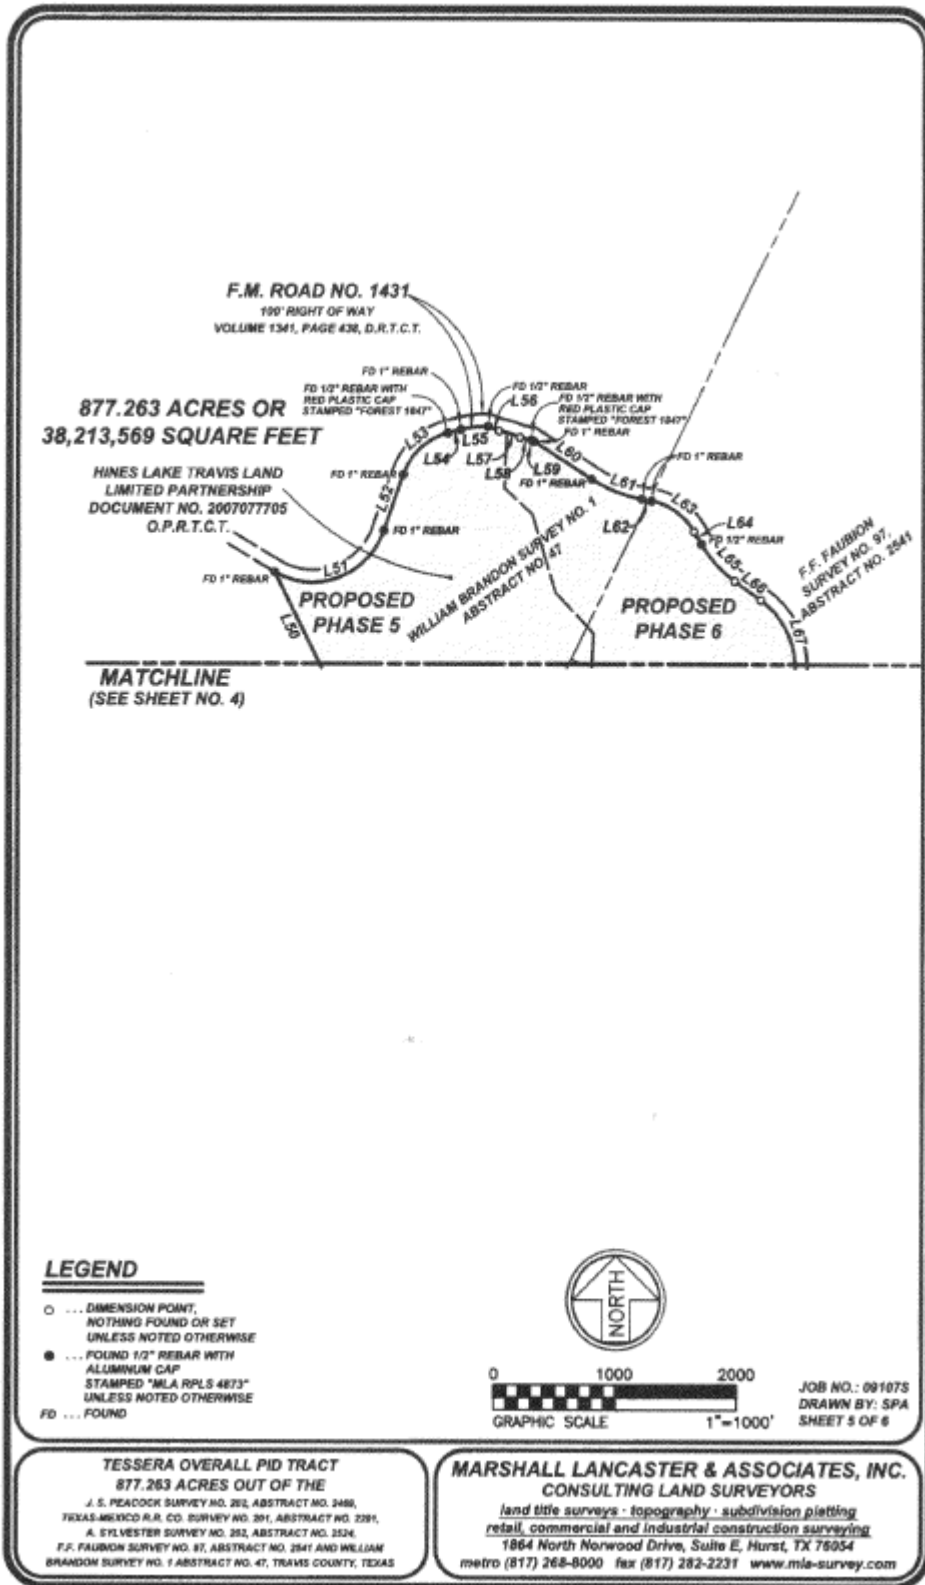 F.M. ROAD NO. 1431
100' RIGHT OF WAY
VOLUME 1341, PAGE 438, D.R.T.C.T.
FD 1" REBAR
FD 1/2" REBAR WITH
RED PLASTIC CAP
STAMPED "FOREST 1847"
FD 1/2" REBAR
L56
FD 1/2" REBAR WITH
RED PLASTIC CAP
STAMPED "FOREST 1847"
FD 1" REBAR
877.263 ACRES OR
38,213,569 SQUARE FEET
L53
L54
L55
L57
L58
L59
L60
FD 1" REBAR
FD 1" REBAR
L61
FD 1" REBAR
L62
L63
L64
FD 1/2" REBAR
HINES LAKE TRAVIS LAND
LIMITED PARTNERSHIP
DOCUMENT NO. 2007077705
O.P.R.T.C.T.
L52
FD 1" REBAR
L51
FD 1" REBAR
L50
PROPOSED
PHASE 5
WILLIAM BRANDON SURVEY NO. 1
ABSTRACT NO. 47
PROPOSED
PHASE 6
L65
L66
L67
F.F. FAUBION
SURVEY NO. 97,
ABSTRACT NO. 2541
MATCHLINE
(SEE SHEET NO. 4)
LEGEND
... DIMENSION POINT,
NOTHING FOUND OR SET
UNLESS NOTED OTHERWISE
... FOUND 1/2" REBAR WITH
ALUMINUM CAP
STAMPED "MLA RPLS 4873"
UNLESS NOTED OTHERWISE
FD ... FOUND
NORTH
0 1000 2000
GRAPHIC SCALE 1"=1000'
JOB NO.: 09107S
DRAWN BY: SPA
SHEET 5 OF 6
TESSERA OVERALL PID TRACT
877.263 ACRES OUT OF THE
J. S. PEACOCK SURVEY NO. 202, ABSTRACT NO.
TEXAS-MEXICO R.R. CO. SURVEY NO. 201, ABSTRACT NO.
A. SYLVESTER SURVEY NO. 202, ABSTRACT NO. 2524,
F.F. FAUBION SURVEY NO. 97, ABSTRACT NO. 2541 AND WILLIAM
BRANDON SURVEY NO. 1 ABSTRACT NO. 47, TRAVIS COUNTY, TEXAS
MARSHALL LANCASTER & ASSOCIATES, INC.
CONSULTING LAND SURVEYORS
land title surveys - topography - subdivision platting
retail, commercial and industrial construction surveying
1864 North Norwood Drive, Suite E, Hurst, TX 76054
metro (817) 268-8000 fax (817) 282-2231 www.mla-survey.com